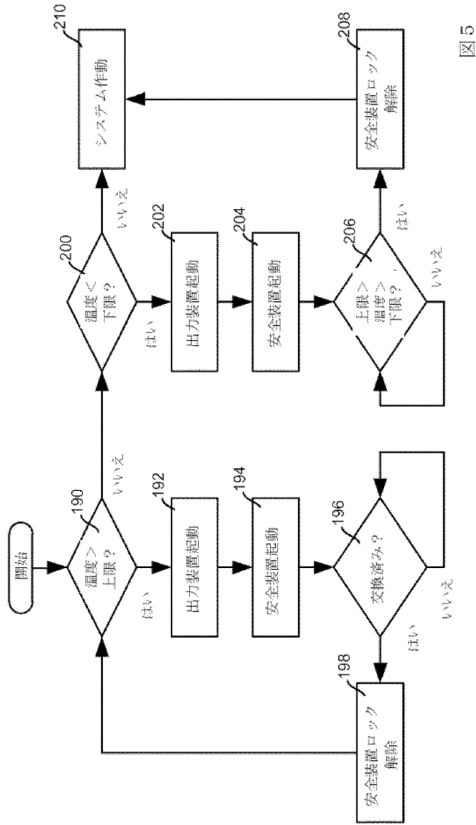 開始
190
温度>
上限?
いいえ
はい
192
出力装置起動
194
安全装置起動
196
交換済み?
いいえ
はい
198
安全装置ロック
解除
200
温度<
下限?
いいえ
はい
202
出力装置起動
204
安全装置起動
206
上限>
温度>
下限?
いいえ
はい
208
安全装置ロック
解除
210
システム作動
図5